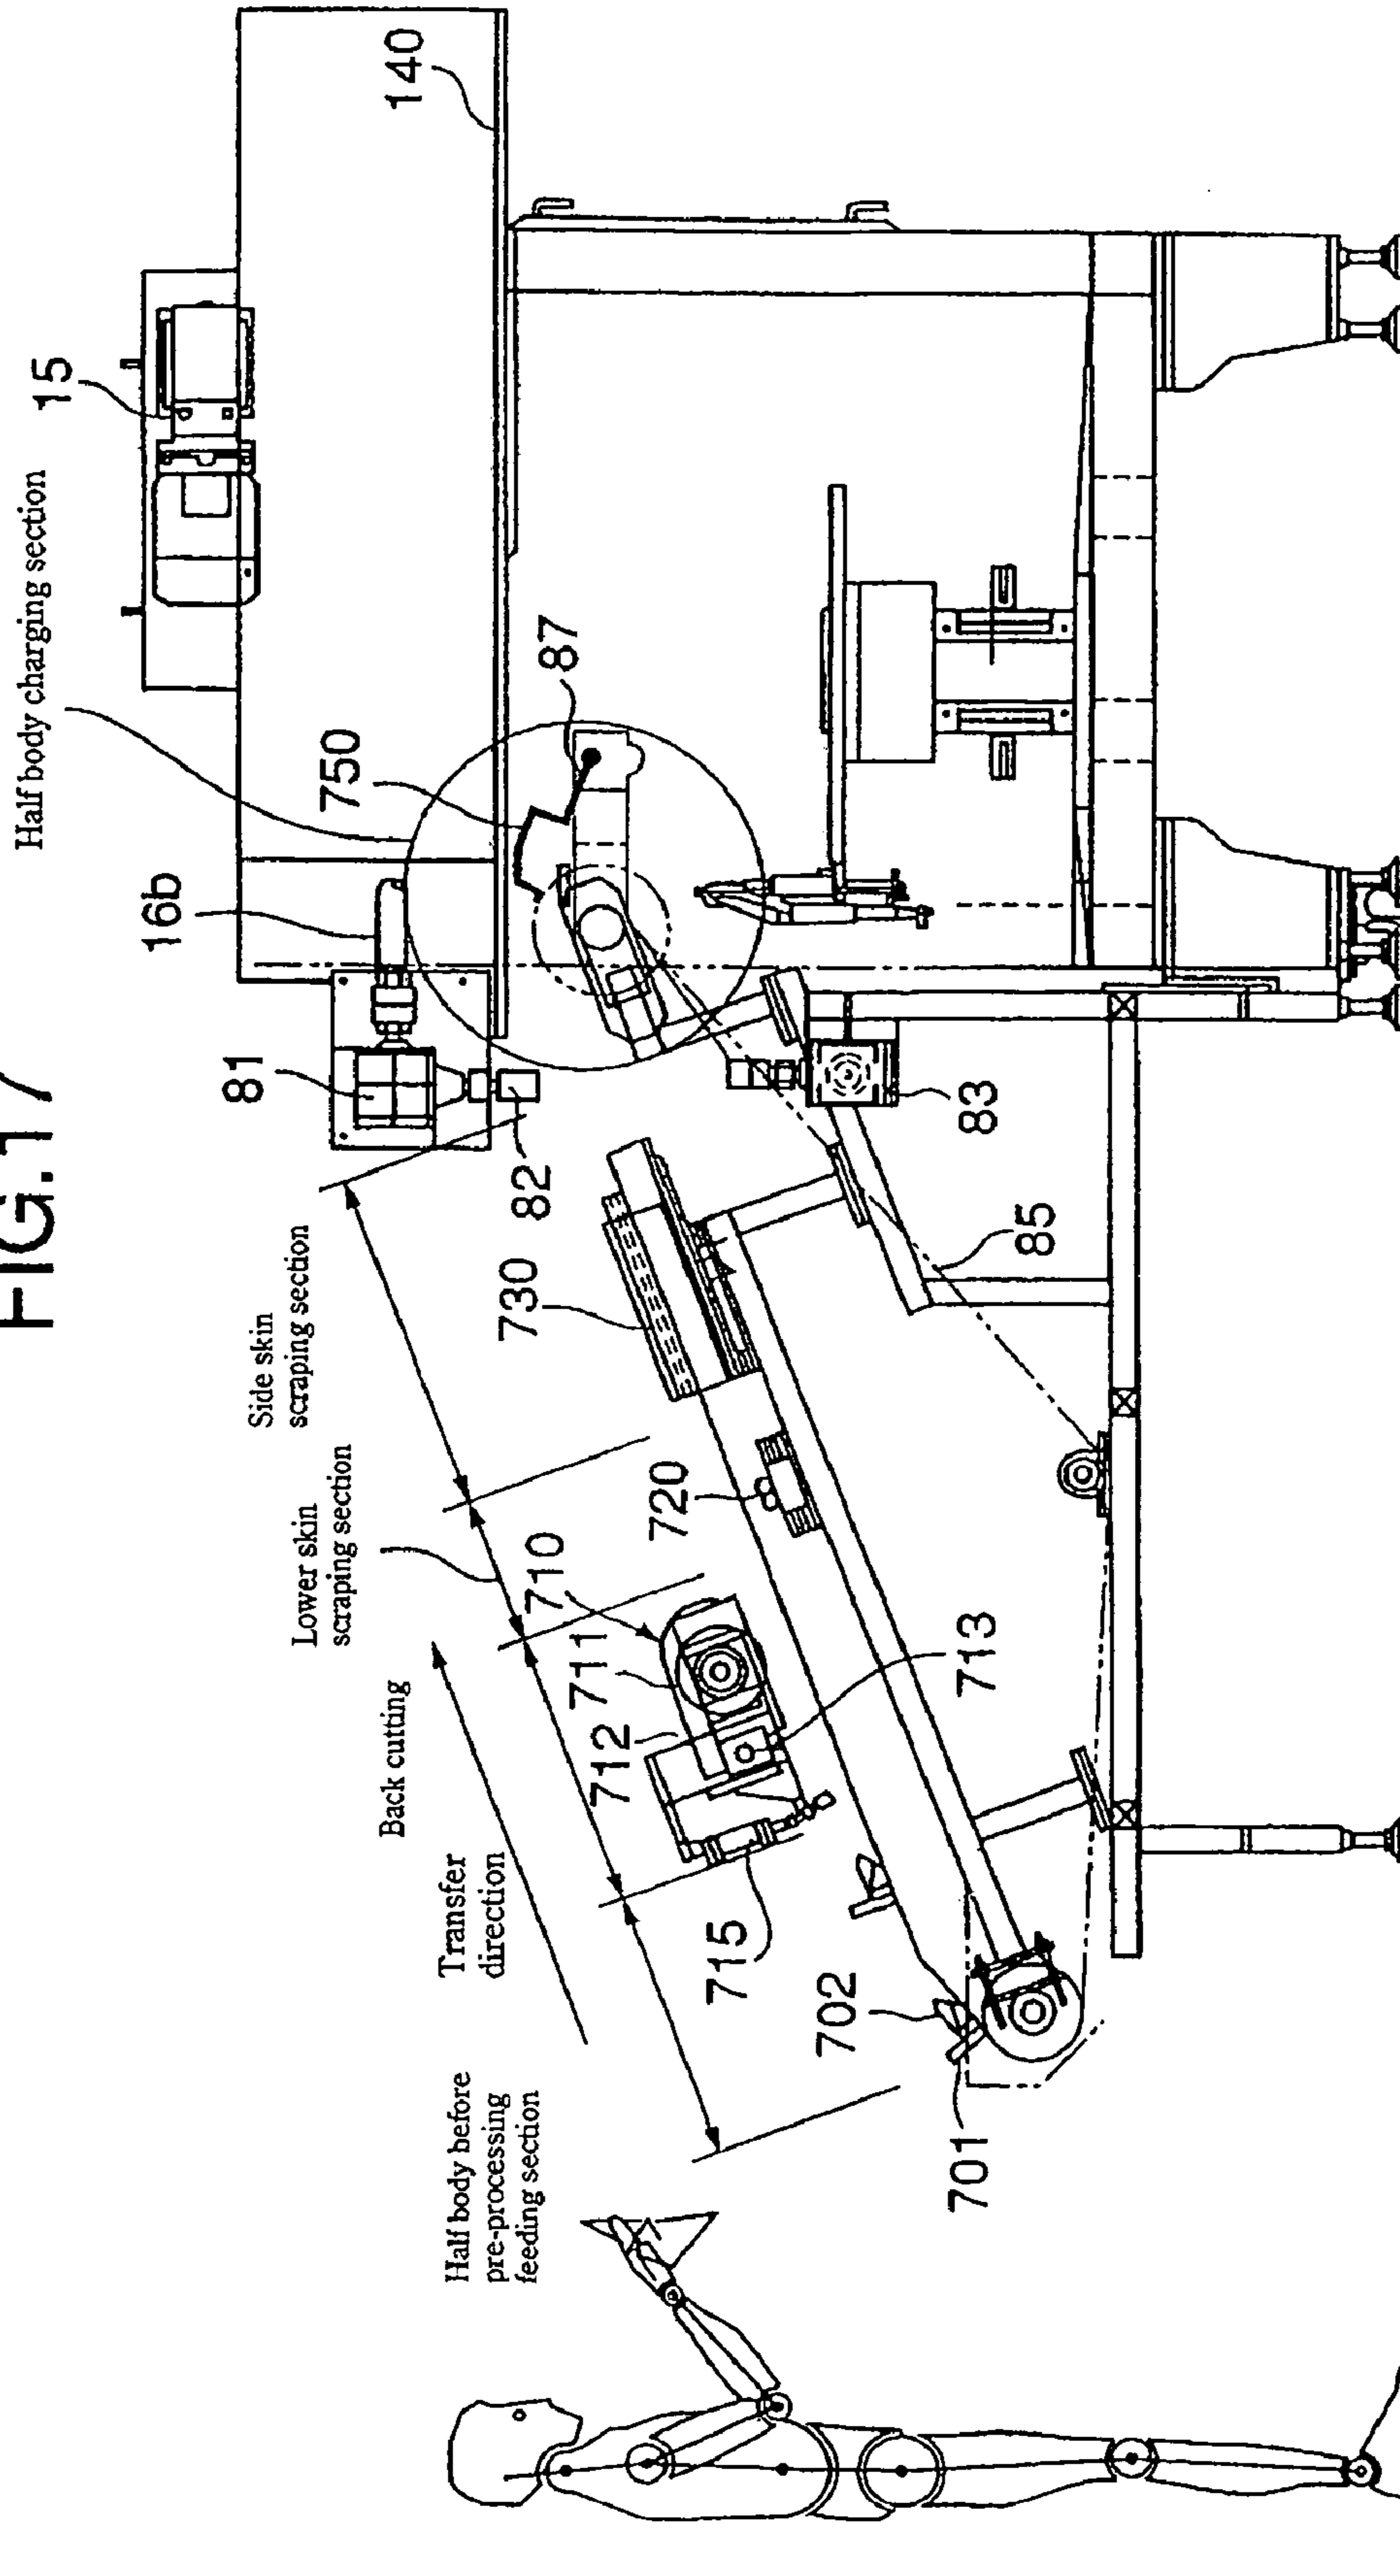 FIG.17
Half body charging section
15
140
16b
750
87
81
82
83
Side skin
scraping section
730
85
Lower skin
scraping section
720
710
711
712
713
Back cutting
715
Transfer
direction
702
701
Half body before
pre-processing
feeding section